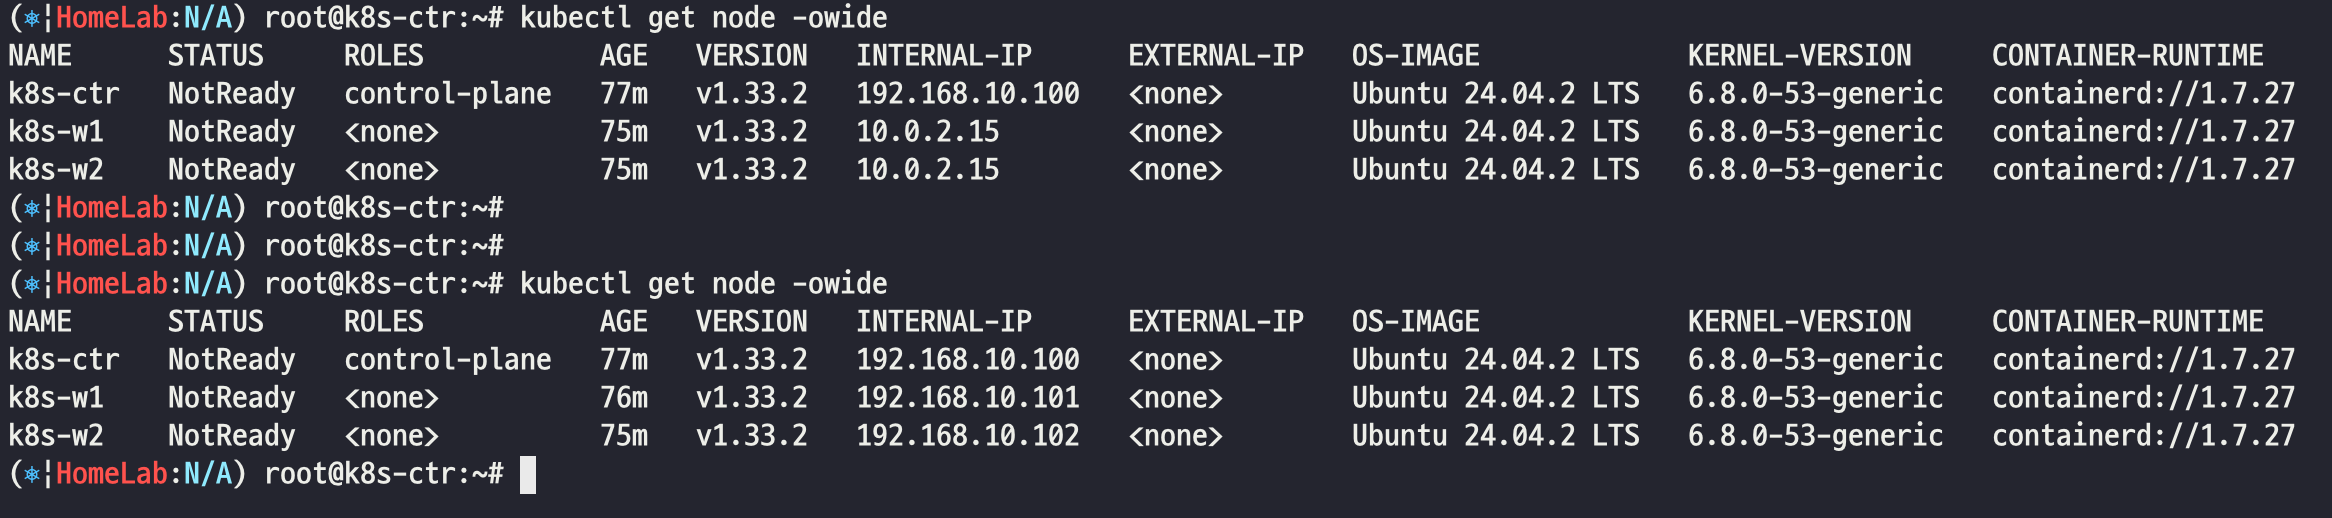 (⎈|HomeLab:N/A) root@k8s-ctr:~# kubectl get node -owide
NAME      STATUS     ROLES           AGE   VERSION   INTERNAL-IP      EXTERNAL-IP   OS-IMAGE             KERNEL-VERSION     CONTAINER-RUNTIME
k8s-ctr   NotReady   control-plane   77m   v1.33.2   192.168.10.100   <none>        Ubuntu 24.04.2 LTS   6.8.0-53-generic   containerd://1.7.27
k8s-w1    NotReady   <none>          75m   v1.33.2   10.0.2.15        <none>        Ubuntu 24.04.2 LTS   6.8.0-53-generic   containerd://1.7.27
k8s-w2    NotReady   <none>          75m   v1.33.2   10.0.2.15        <none>        Ubuntu 24.04.2 LTS   6.8.0-53-generic   containerd://1.7.27
(⎈|HomeLab:N/A) root@k8s-ctr:~#
(⎈|HomeLab:N/A) root@k8s-ctr:~#
(⎈|HomeLab:N/A) root@k8s-ctr:~# kubectl get node -owide
NAME      STATUS     ROLES           AGE   VERSION   INTERNAL-IP      EXTERNAL-IP   OS-IMAGE             KERNEL-VERSION     CONTAINER-RUNTIME
k8s-ctr   NotReady   control-plane   77m   v1.33.2   192.168.10.100   <none>        Ubuntu 24.04.2 LTS   6.8.0-53-generic   containerd://1.7.27
k8s-w1    NotReady   <none>          76m   v1.33.2   192.168.10.101   <none>        Ubuntu 24.04.2 LTS   6.8.0-53-generic   containerd://1.7.27
k8s-w2    NotReady   <none>          75m   v1.33.2   192.168.10.102   <none>        Ubuntu 24.04.2 LTS   6.8.0-53-generic   containerd://1.7.27
(⎈|HomeLab:N/A) root@k8s-ctr:~#